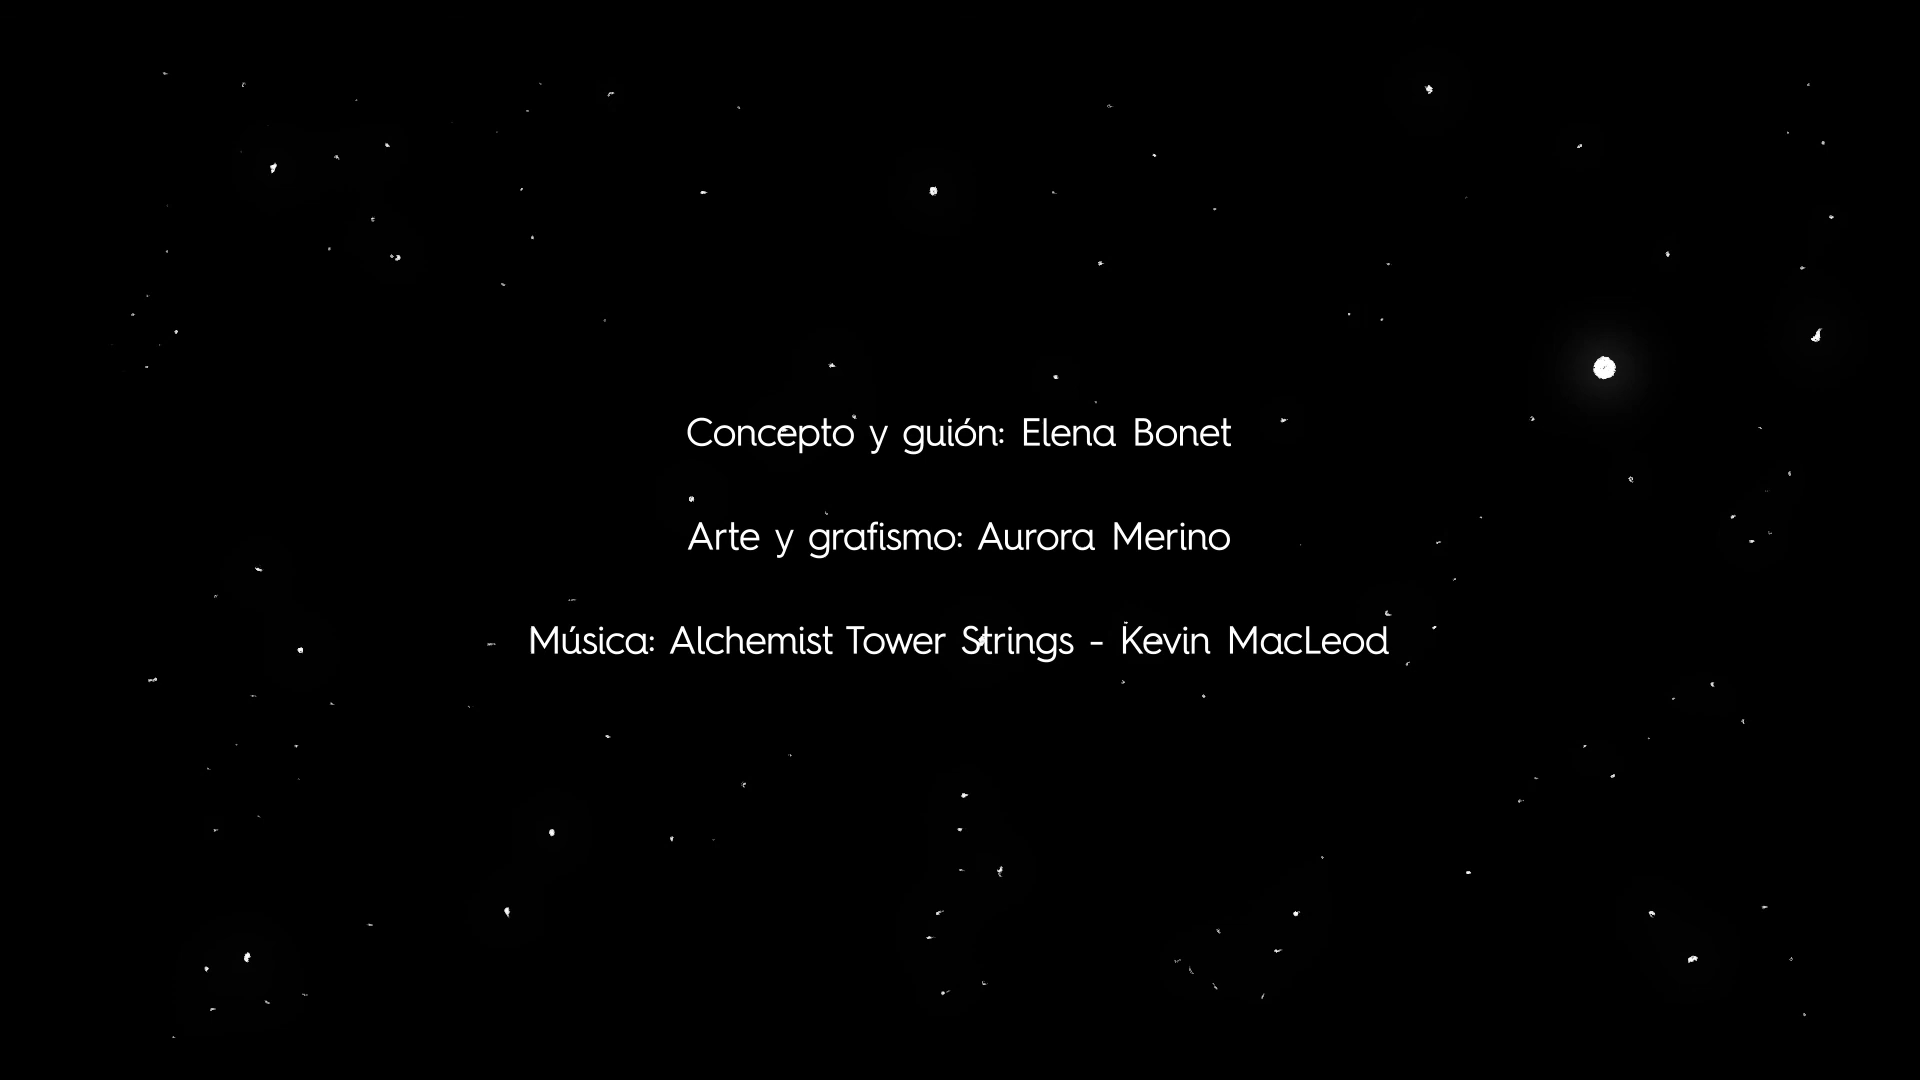 Concepto y guión: Elena Bonet
Arte y grafismo: Aurora Merino
Música: Alchemist Tower Strings - Kevin MacLeod